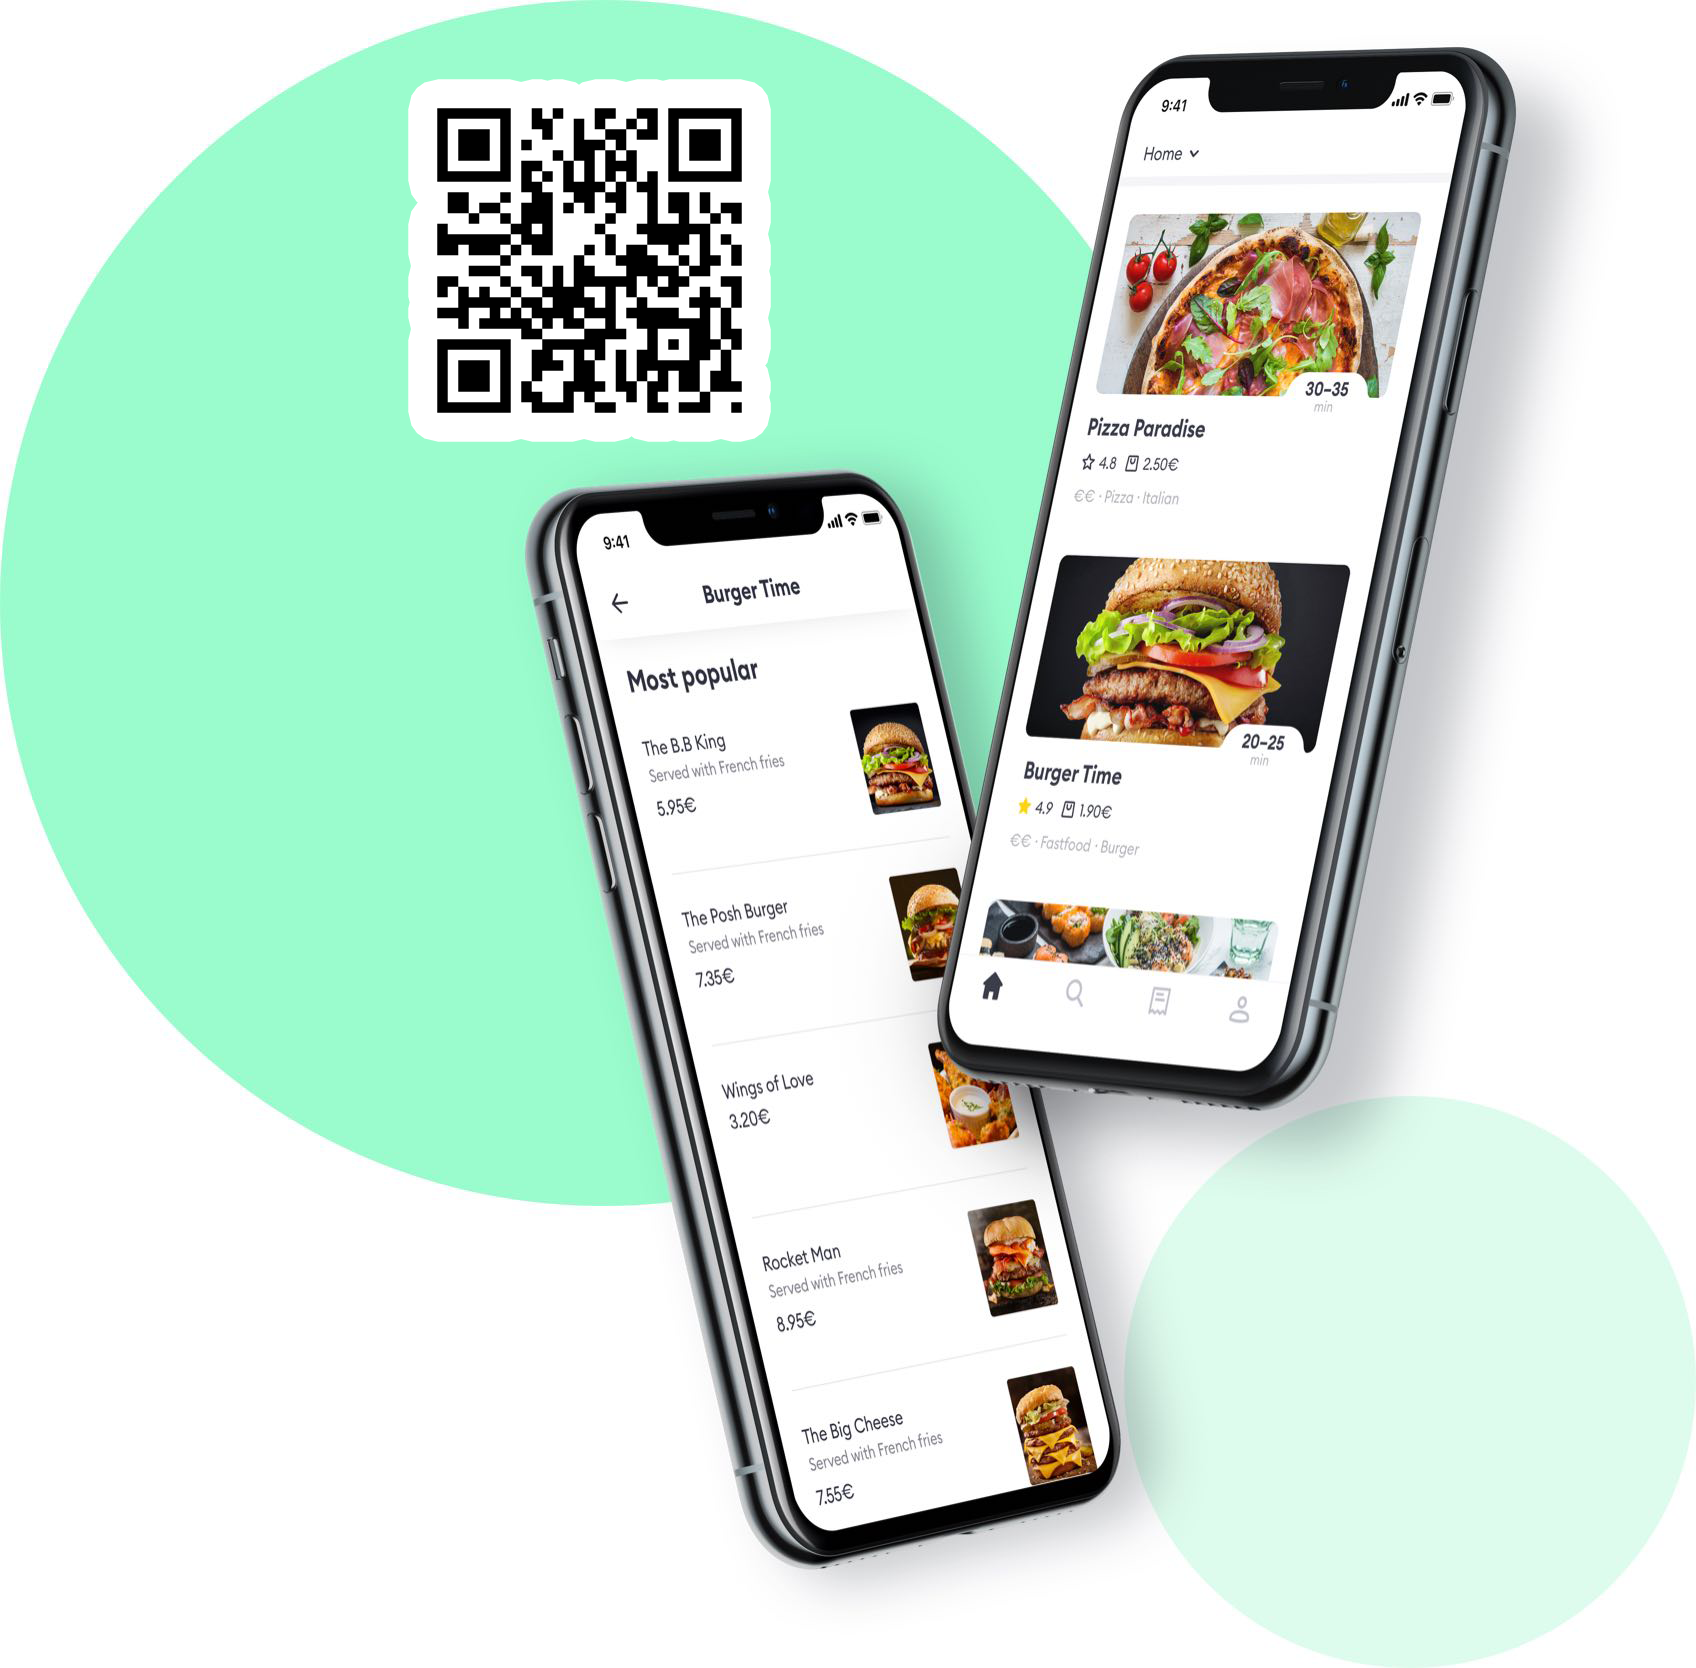 9:41
Home
30–35
min
Pizza Paradise
4.8 2.50€
€€ · Pizza · Italian
20–25
min
Burger Time
4.9 1.90€
€€ · Fastfood · Burger
9:41
Burger Time
Most popular
The B.B King
Served with French fries
5.95€
The Posh Burger
Served with French fries
7.35€
Wings of Love
3.20€
Rocket Man
Served with French fries
8.95€
The Big Cheese
Served with French fries
7.55€